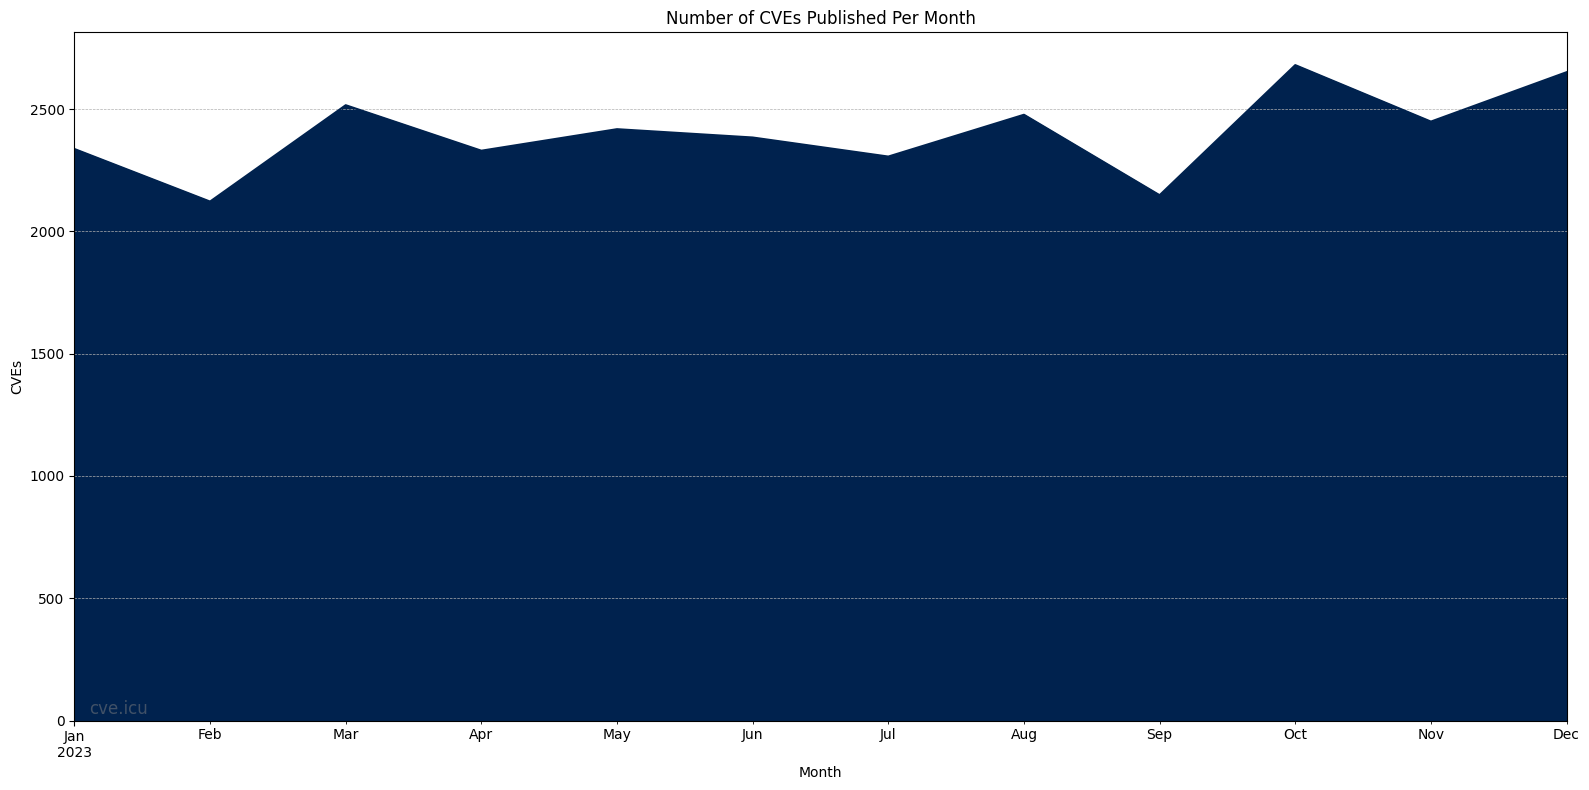 Number of CVEs Published Per Month
CVEs
2500
2000
1500
1000
500
0
cve.icu
Jan Feb Mar Apr May Jun Jul Aug Sep Oct Nov Dec
2023
Month